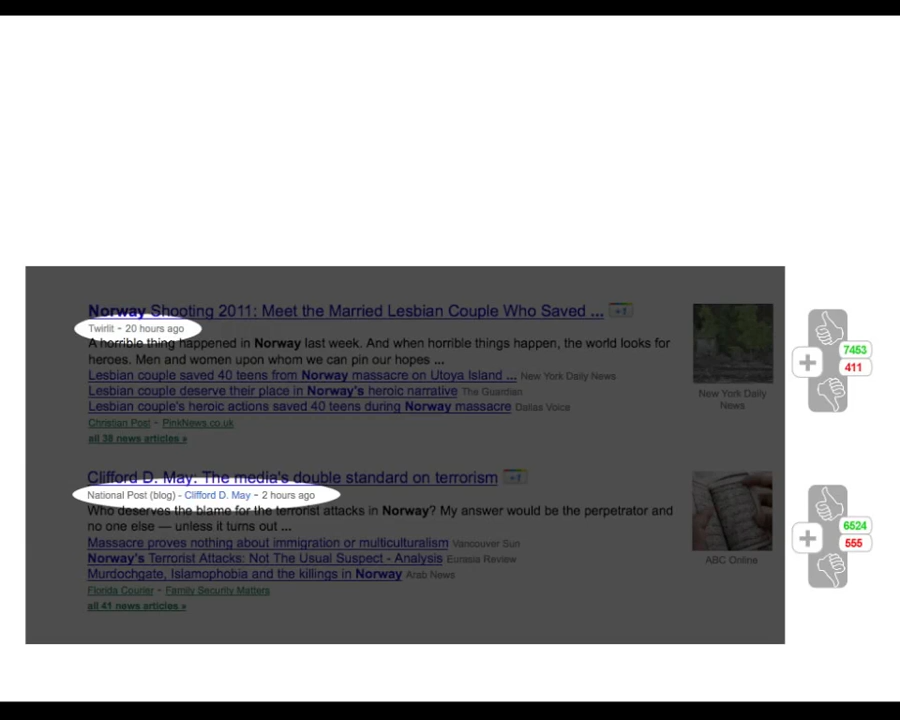 Norway Shooting 2011: Meet the Married Lesbian Couple Who Saved ... +1
Twirlit - 20 hours ago
A horrible thing happened in Norway last week. And when horrible things happen, the world looks for
heroes. Men and women upon whom we can pin our hopes ...
Lesbian couple saved 40 teens from Norway massacre on Utoya Island ... New York Daily News
Lesbian couple deserve their place in Norway's heroic narrative The Guardian
Lesbian couple's heroic actions saved 40 teens during Norway massacre Dallas Voice
Christian Post - PinkNews.co.uk
all 38 news articles »
New York Daily
News
7453
411
Clifford D. May: The media's double standard on terrorism +1
National Post (blog) - Clifford D. May - 2 hours ago
Who deserves the blame for the terrorist attacks in Norway? My answer would be the perpetrator and
no one else — unless it turns out ...
Massacre proves nothing about immigration or multiculturalism Vancouver Sun
Norway's Terrorist Attacks: Not The Usual Suspect - Analysis Eurasia Review
Murdochgate, Islamophobia and the killings in Norway Arab News
Florida Courier - Family Security Matters
all 41 news articles »
ABC Online
6524
555